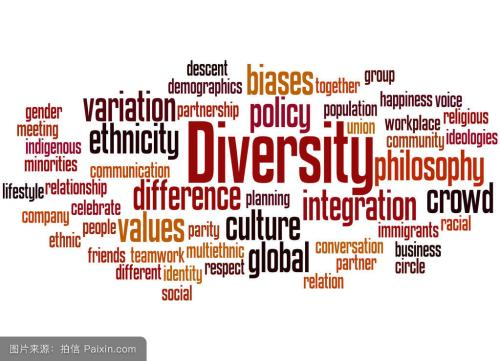 descent
biases
group
demographics
together
happiness
voice
gender
variation
partnership
policy
population
religious
meeting
union
workplace
ideologies
indigenous
ethnicity
Diversity
community
minorities
philosophy
communication
lifestyle
relationship
difference
planning
integration
crowd
celebrate
company
people
values
parity
culture
immigrants
racial
ethnic
friends
teamwork
multiethnic
global
conversation
business
different
identity
respect
partner
circle
relation
social
图片来源：拍信 Paixin.com